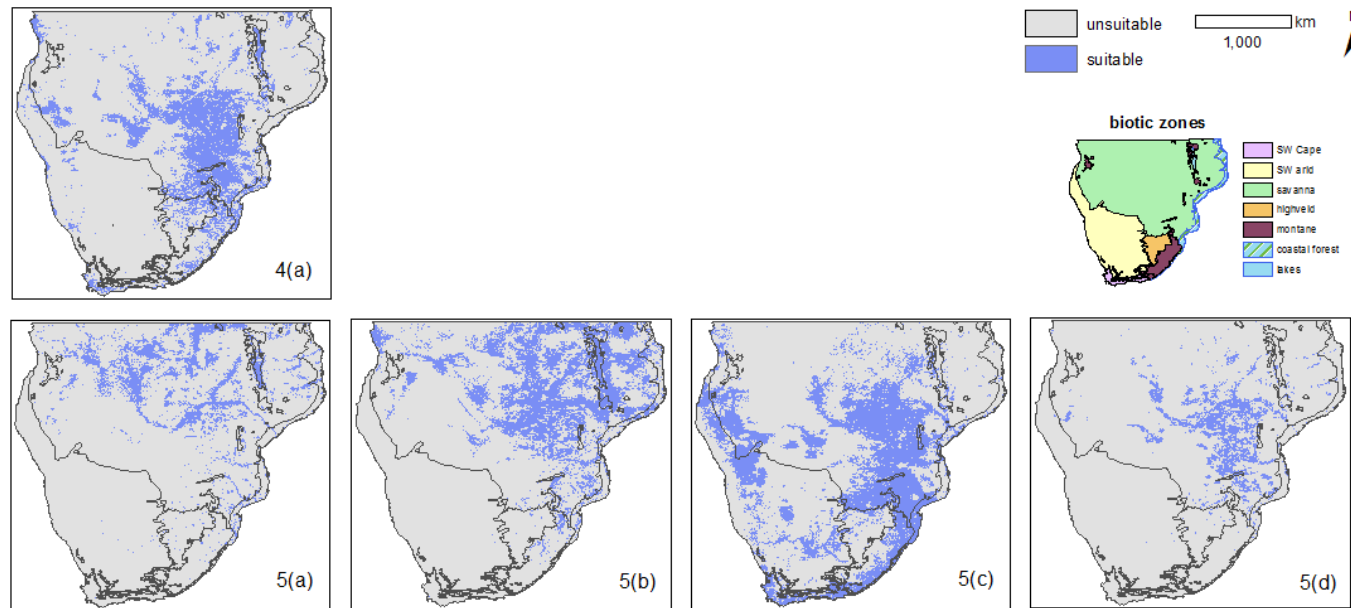 unsuitable
km
1,000
suitable
biotic zones
SW Cape
SW arid
savanna
highveld
montane
coastal forest
lakes
4(a)
5(a)
5(b)
5(c)
5(d)